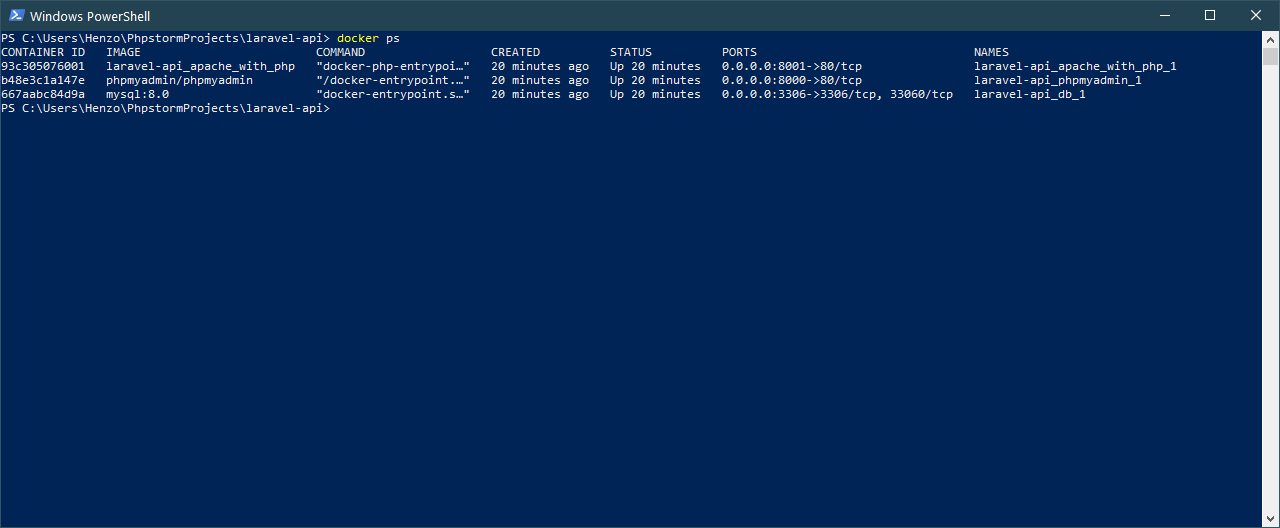 Windows PowerShell
PS C:\Users\Henzo\PhpstormProjects\laravel-api> docker ps
CONTAINER ID   IMAGE                         COMMAND                  CREATED          STATUS          PORTS                               NAMES
93c305076001   laravel-api_apache_with_php   "docker-php-entrypoi…"   20 minutes ago   Up 20 minutes   0.0.0.0:8001->80/tcp                laravel-api_apache_with_php_1
b48e3c1a147e   phpmyadmin/phpmyadmin         "/docker-entrypoint.…"   20 minutes ago   Up 20 minutes   0.0.0.0:8000->80/tcp                laravel-api_phpmyadmin_1
667aabc84d9a   mysql:8.0                     "docker-entrypoint.s…"   20 minutes ago   Up 20 minutes   0.0.0.0:3306->3306/tcp, 33060/tcp   laravel-api_db_1
PS C:\Users\Henzo\PhpstormProjects\laravel-api>